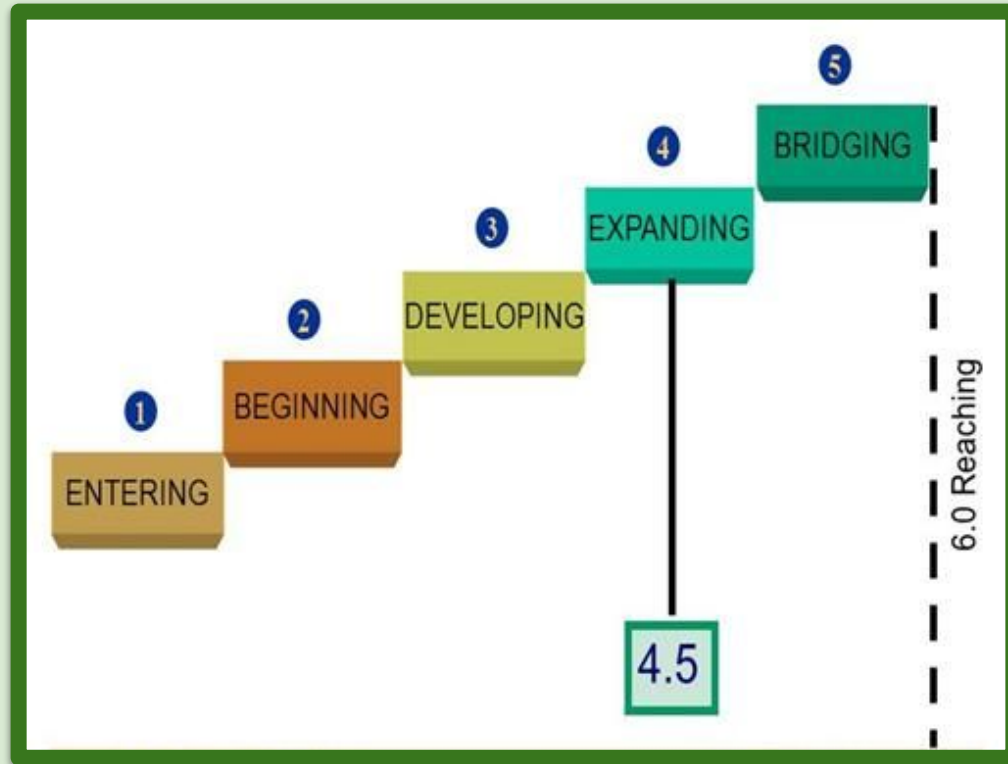 5
BRIDGING
4
EXPANDING
3
DEVELOPING
2
BEGINNING
1
ENTERING
6.0 Reaching
4.5